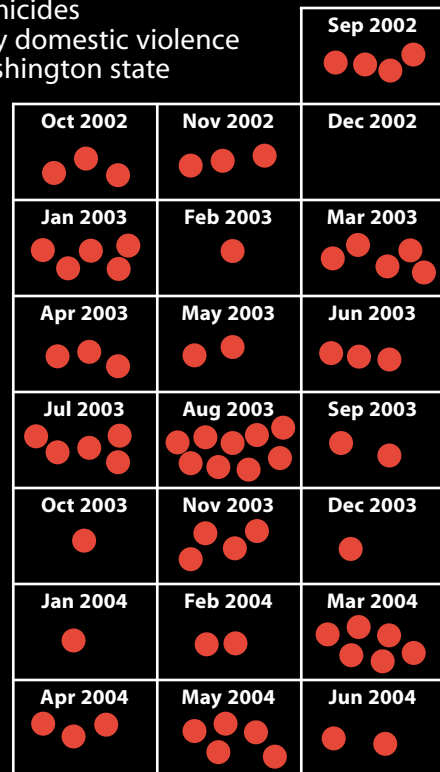 domestic violence
state
Sep 2002
Oct 2002
Nov 2002
Dec 2002
Jan 2003
Feb 2003
Mar 2003
Apr 2003
May 2003
Jun 2003
Jul 2003
Aug 2003
Sep 2003
Oct 2003
Nov 2003
Dec 2003
Jan 2004
Feb 2004
Mar 2004
Apr 2004
May 2004
Jun 2004